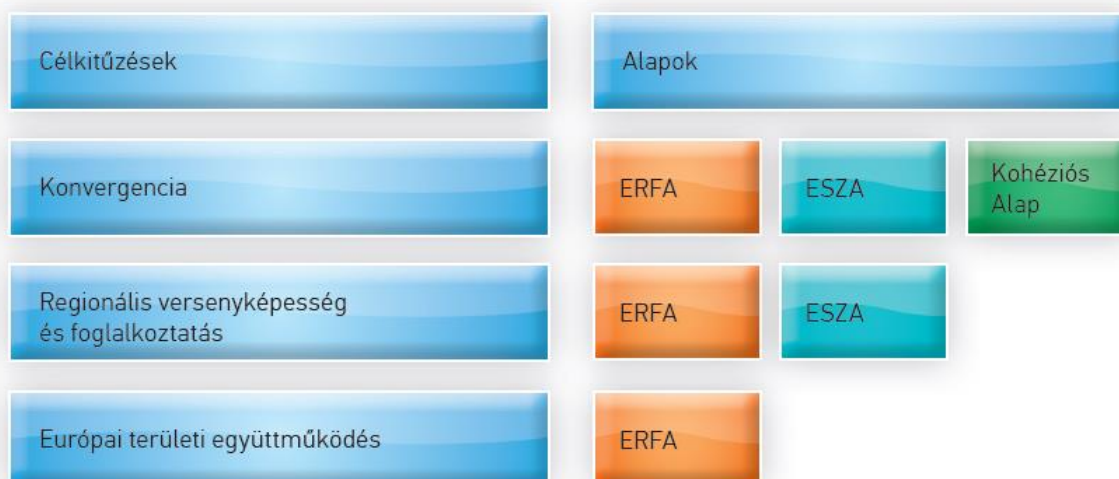 Célkitűzések
Alapok
Konvergencia
ERFA
ESZA
Kohéziós
Alap
Regionális versenyképesség
és foglalkoztatás
ERFA
ESZA
Európai területi együttműködés
ERFA